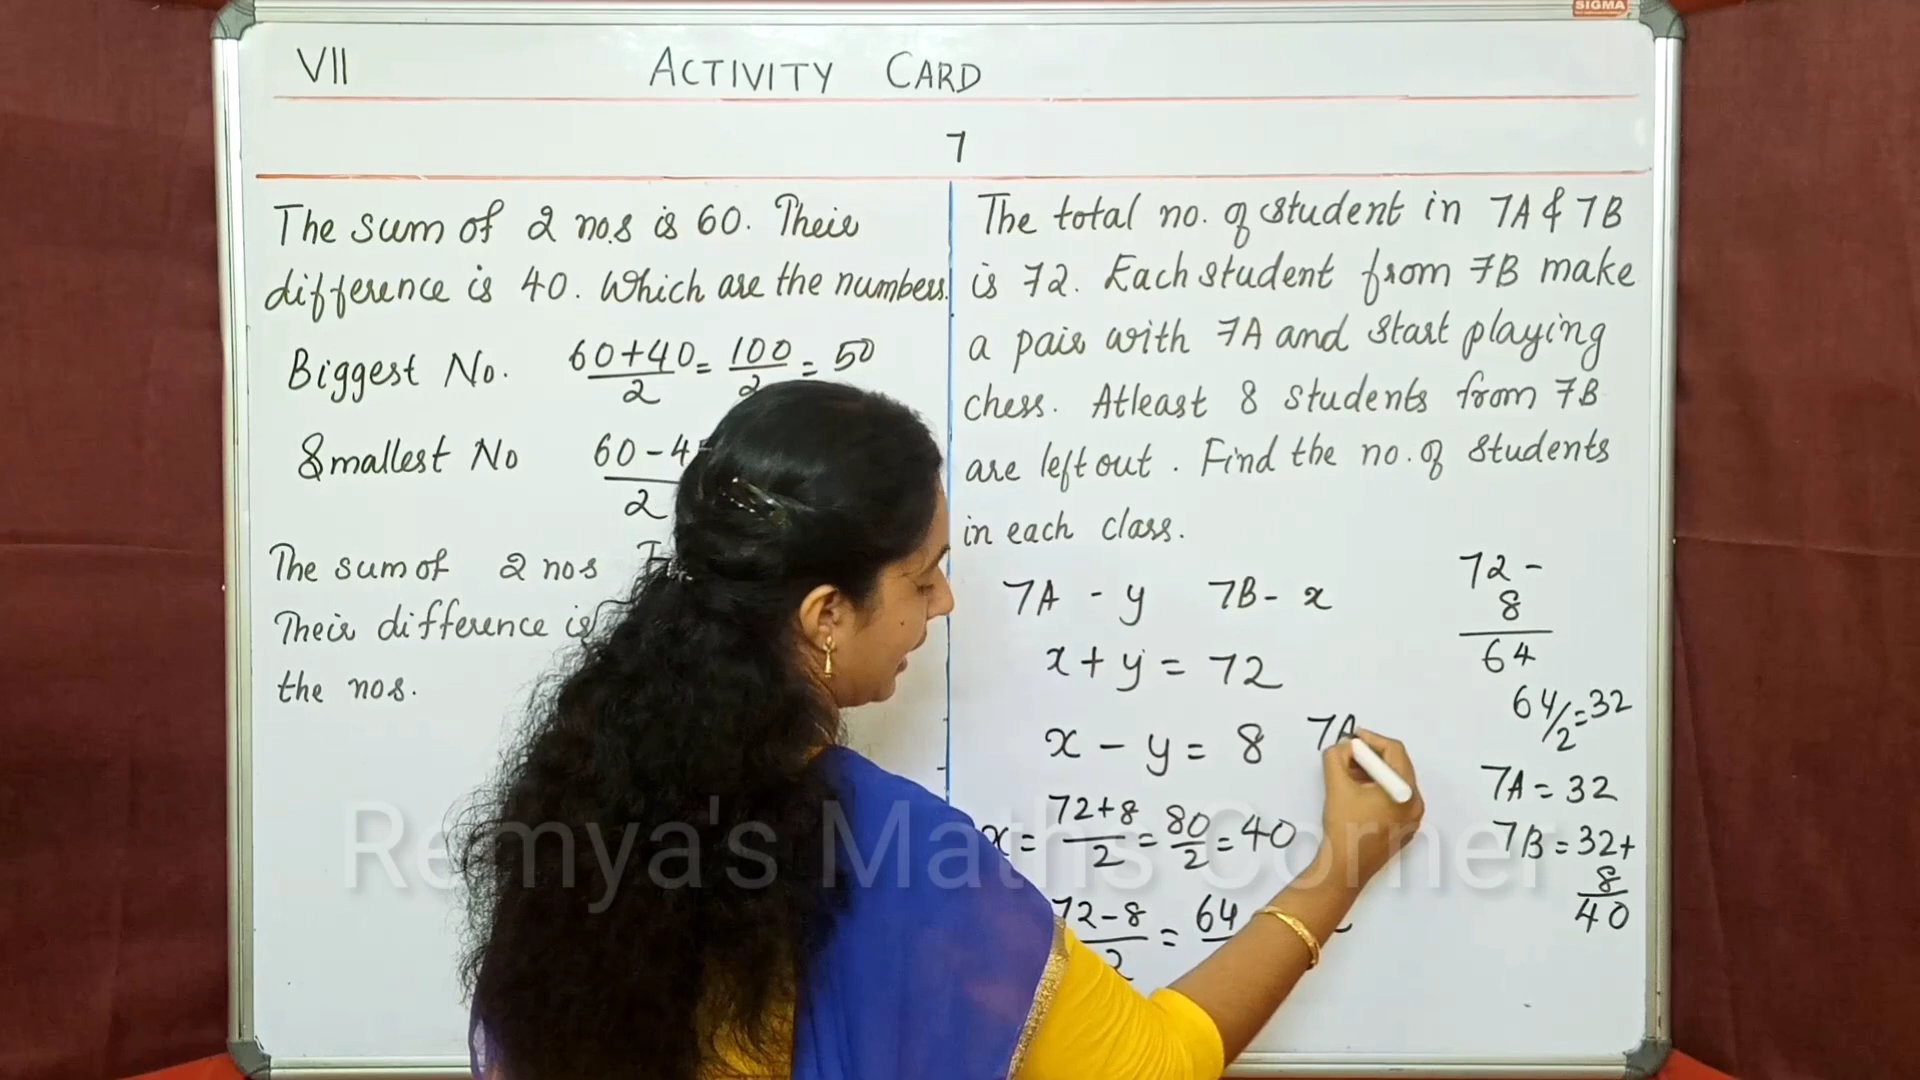 SIGMA
VII ACTIVITY CARD
7
The sum of 2 nos is 60. Their
difference is 40. Which are the numbers.
Biggest No. 60+40/2 = 100/2 = 50
Smallest No 60-4
2
The sum of 2 nos
Their difference is
the nos.
The total no. of student in 7A & 7B
is 72. Each student from 7B make
a pair with 7A and start playing
chess. Atleast 8 students from 7B
are left out. Find the no. of students
in each class.
7A - y 7B - x
x + y = 72
x - y = 8 7A
x = 72+8/2 = 80/2 = 40
72-8/2 = 64
72 -
8
64
64/2 = 32
7A = 32
7B = 32+
8
40
Remya's Maths Corner